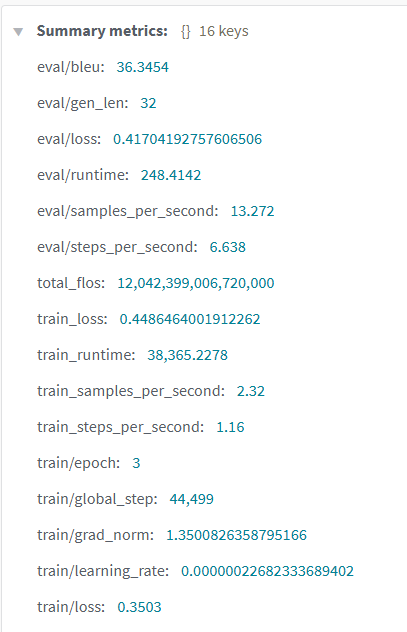 Summary metrics: {} 16 keys
eval/bleu: 36.3454
eval/gen_len: 32
eval/loss: 0.41704192757606506
eval/runtime: 248.4142
eval/samples_per_second: 13.272
eval/steps_per_second: 6.638
total_flos: 12,042,399,006,720,000
train_loss: 0.4486464001912262
train_runtime: 38,365.2278
train_samples_per_second: 2.32
train_steps_per_second: 1.16
train/epoch: 3
train/global_step: 44,499
train/grad_norm: 1.3500826358795166
train/learning_rate: 0.00000022682333689402
train/loss: 0.3503